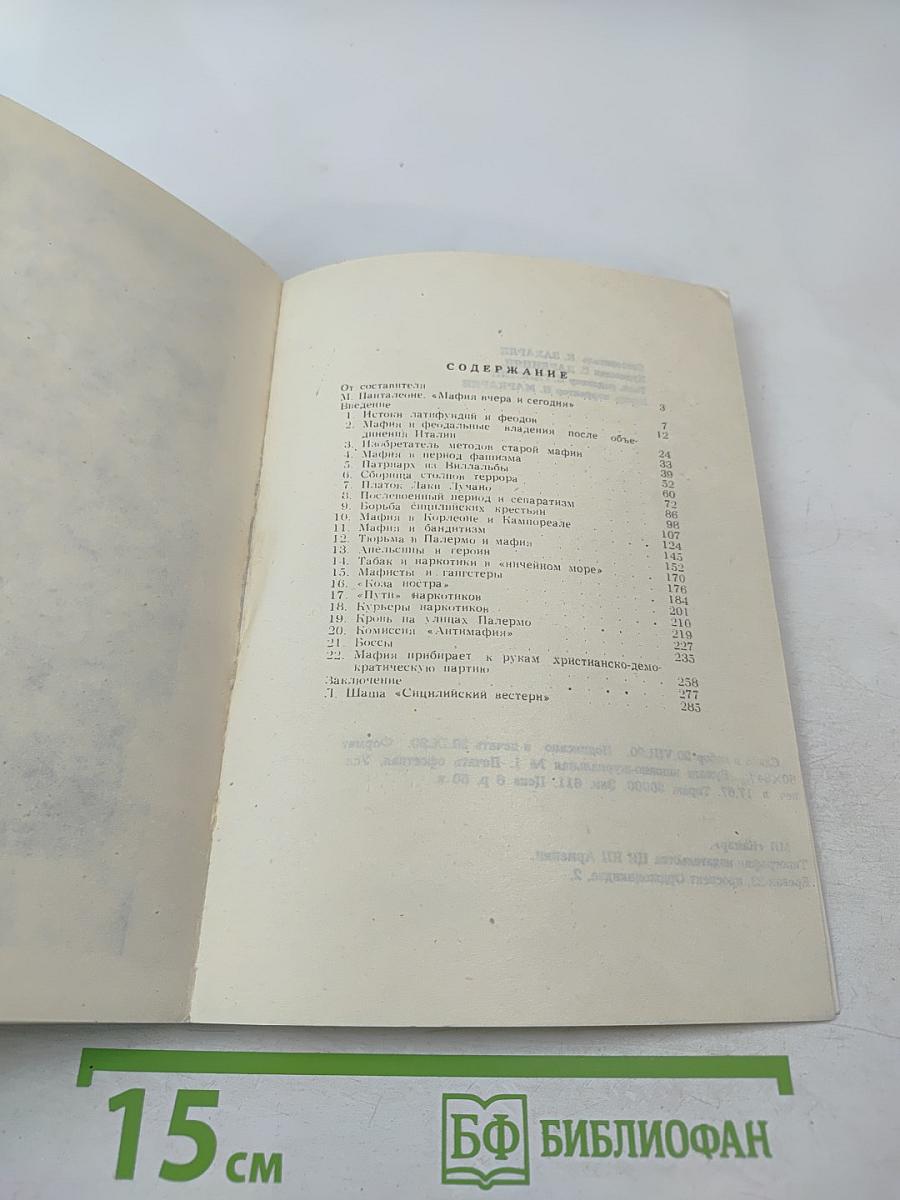 СОДЕРЖАНИЕ
От составителя 3
М. Панталеоне. «Мафия вчера и сегодня»
Введение 7
1. Истоки латифундий и феодов 12
2. Мафия и феодальные владения после объе-
динения Италии 24
3. Изобретатель методов старой мафии 33
4. Мафия в период фашизма 39
5. Патриарх из Виллальбы 52
6. Сборища столпов террора 60
7. Платок Лаки Лучано 72
8. Послевоенный период и сепаратизм 86
9. Борьба сицилийских крестьян 98
10. Мафия в Корлеоне и Кампореале 107
11. Мафия и бандитизм 124
12. Тюрьма в Палермо и мафия 145
13. Апельсины и героин 152
14. Табак и наркотики в «ничейном море» 170
15. Мафисты и гангстеры 176
16. «Коза ностра» 184
17. «Пути» наркотиков 201
18. Курьеры наркотиков 210
19. Кровь на улицах Палермо 219
20. Комиссия «Антимафия» 227
21. Боссы 235
22. Мафия прибирает к рукам христианско-демо-
кратическую партию 258
Заключение 277
Л. Шаша «Сицилийский вестерн» 285
15 см
БФ БИБЛИОФАН